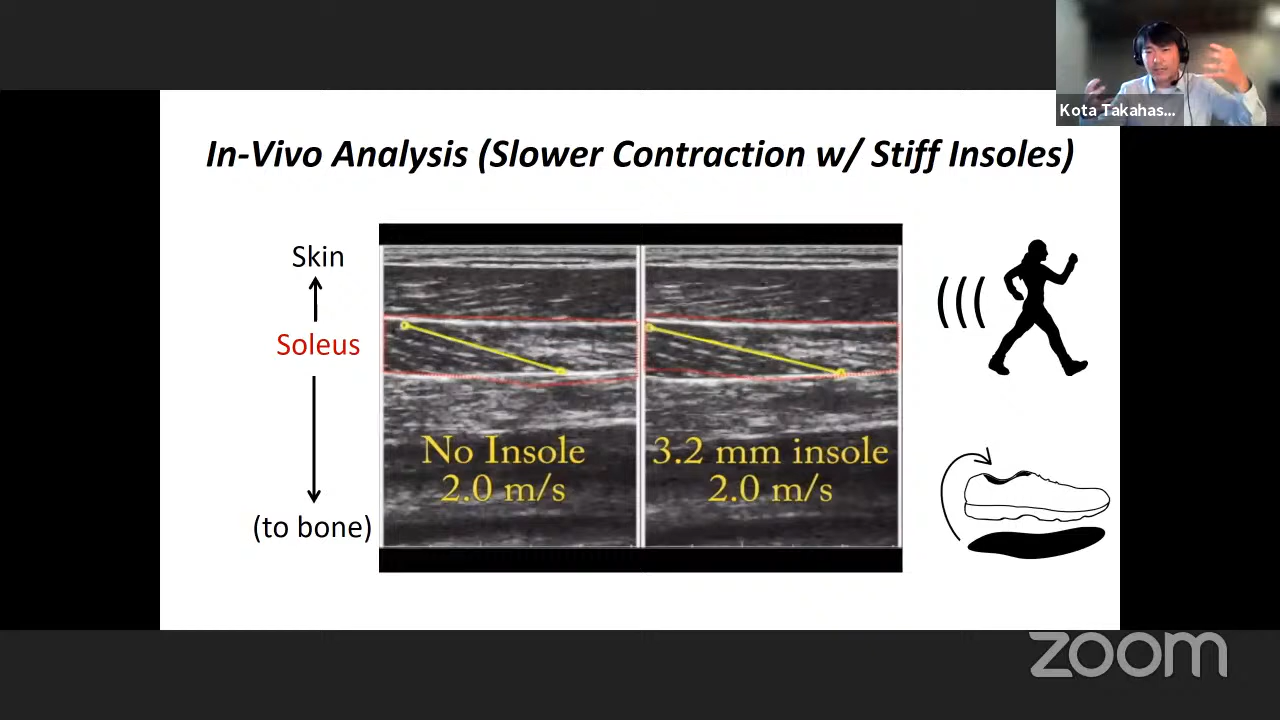 Kota Takahas...
In-Vivo Analysis (Slower Contraction w/ Stiff Insoles)
Skin
Soleus
(to bone)
No Insole
2.0 m/s
3.2 mm insole
2.0 m/s
zoom